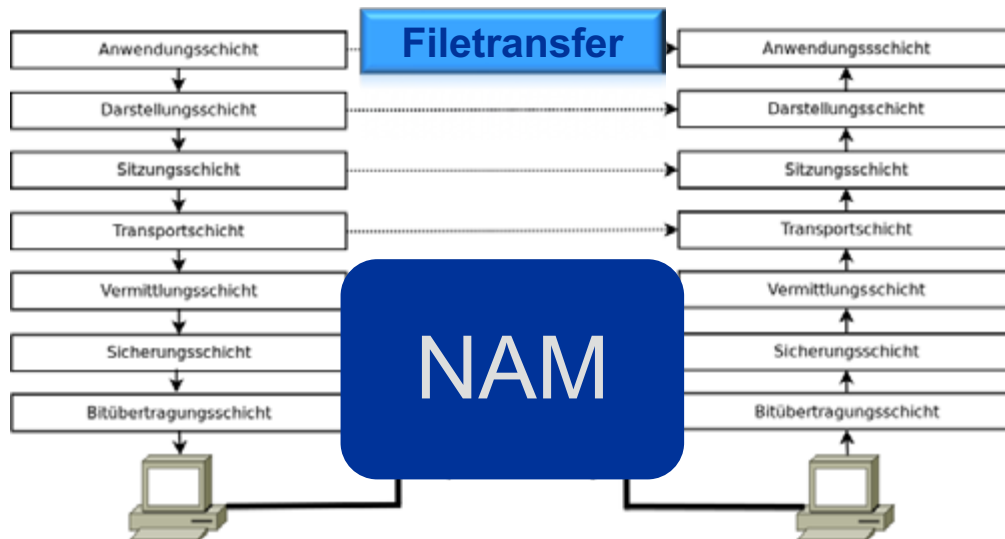 Filetransfer
Anwendungsschicht
Anwendungssschicht
Darstellungsschicht
Darstellungsschicht
Sitzungsschicht
Sitzungsschicht
Transportschicht
Transportschicht
Vermittlungsschicht
Vermittlungsschicht
NAM
Sicherungsschicht
Sicherungsschicht
Bitübertragungsschicht
Bitübertragungsschicht